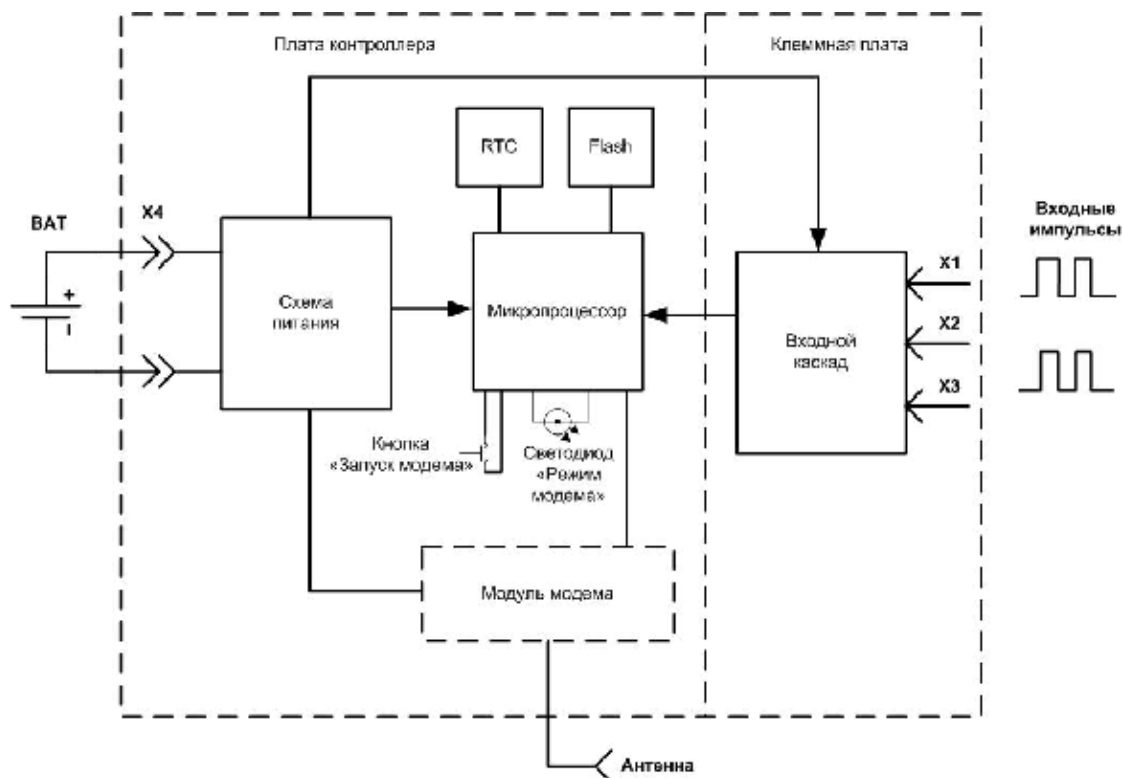 Плата контроллера
Клеммная плата
RTC
Flash
BAT
X4
Входные
импульсы
+
Схема
питания
Микропроцессор
X1
X2
X3
Входной
каскад
Кнопка
«Запуск модема»
Светодиод
«Режим
модема»
Модуль модема
Антенна